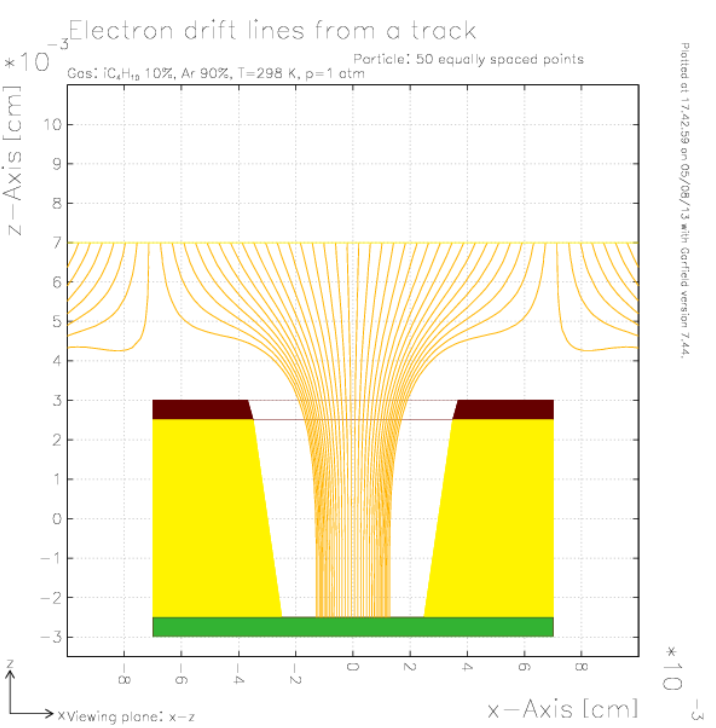 Electron drift lines from a track
Particle: 50 equally spaced points
Gas: iC₄H₁₀ 10%, Ar 90%, T=298 K, p=1 atm
*10⁻³
z-Axis [cm]
10
9
8
7
6
5
4
3
2
1
0
-1
-2
-3
-8
-6
-4
-2
0
2
4
6
8
*10⁻³
x-Axis [cm]
z
x
Viewing plane: x-z
Plotted at 17.42.59 on 05/08/13 with Garfield version 7.44.